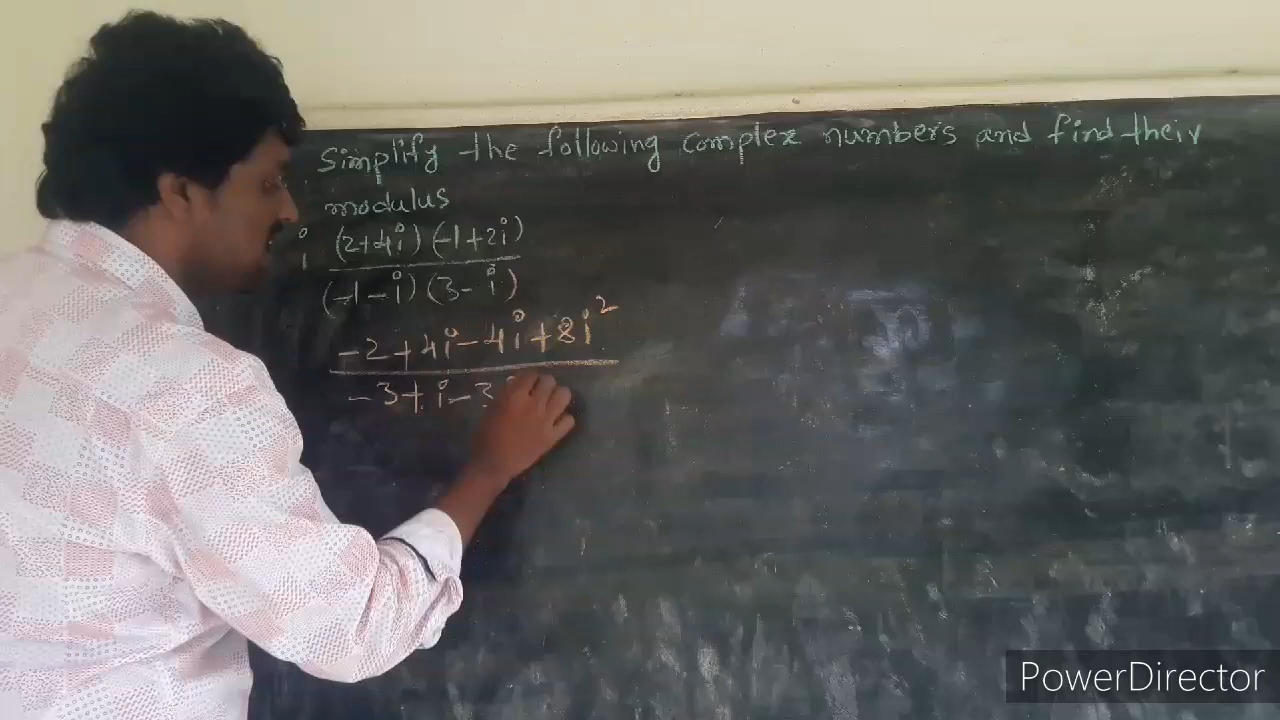 Simplify the following complex numbers and find their
modulus
i (2+4i)(-1+2i)
(-1-i)(3-i)
-2+4i-4i+8i²
-3+i-3
PowerDirector